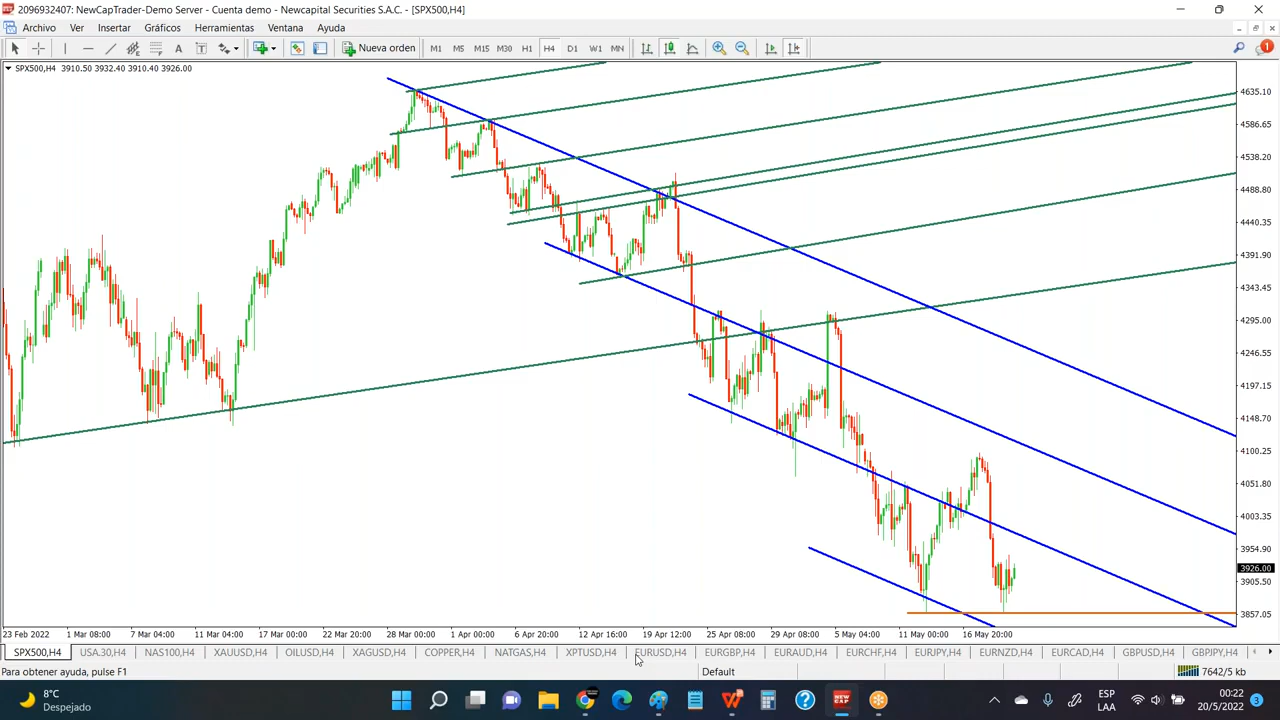 2096932407: NewCapTrader-Demo Server - Cuenta demo - Newcapital Securities S.A.C. - [SPX500,H4]
Archivo Ver Insertar Gráficos Herramientas Ventana Ayuda
A T Nueva orden M1 M5 M15 M30 H1 H4 D1 W1 MN 1
SPX500,H4 3910.50 3932.40 3910.40 3926.00
4635.10
4586.65
4538.20
4488.80
4440.35
4391.90
4343.45
4295.00
4246.55
4197.15
4148.70
4100.25
4051.80
4003.35
3954.90
3926.00
3905.50
3857.05
23 Feb 2022 1 Mar 08:00 7 Mar 04:00 11 Mar 04:00 17 Mar 00:00 22 Mar 20:00 28 Mar 00:00 1 Apr 00:00 6 Apr 20:00 12 Apr 16:00 19 Apr 12:00 25 Apr 08:00 29 Apr 08:00 5 May 04:00 11 May 00:00 16 May 20:00
SPX500,H4 USA.30,H4 NAS100,H4 XAUUSD,H4 OILUSD,H4 XAGUSD,H4 COPPER,H4 NATGAS,H4 XPTUSD,H4 EURUSD,H4 EURGBP,H4 EURAUD,H4 EURCHF,H4 EURJPY,H4 EURNZD,H4 EURCAD,H4 GBPUSD,H4 GBPJPY,H4
Para obtener ayuda, pulse F1 Default 7642/5 kb
8°C
Despejado
NEW
CAP
ESP
LAA
00:22
20/5/2022
3